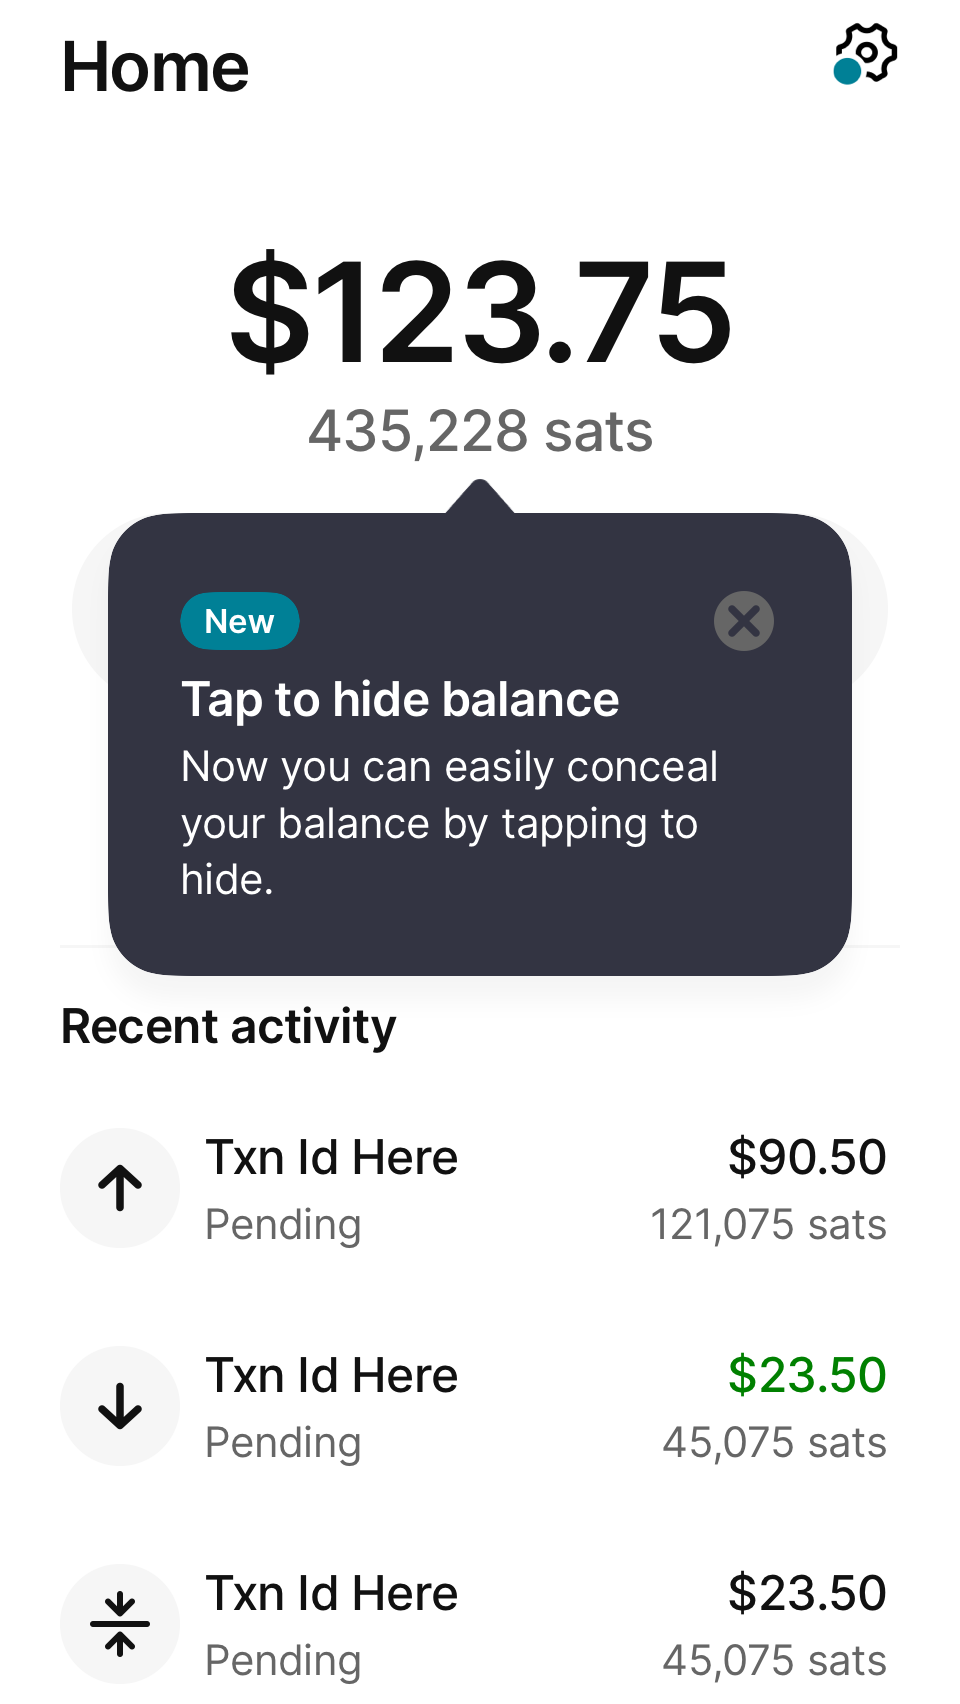 Home
$123.75
435,228 sats
New
Tap to hide balance
Now you can easily conceal
your balance by tapping to
hide.
Recent activity
Txn Id Here $90.50
Pending 121,075 sats
Txn Id Here $23.50
Pending 45,075 sats
Txn Id Here $23.50
Pending 45,075 sats